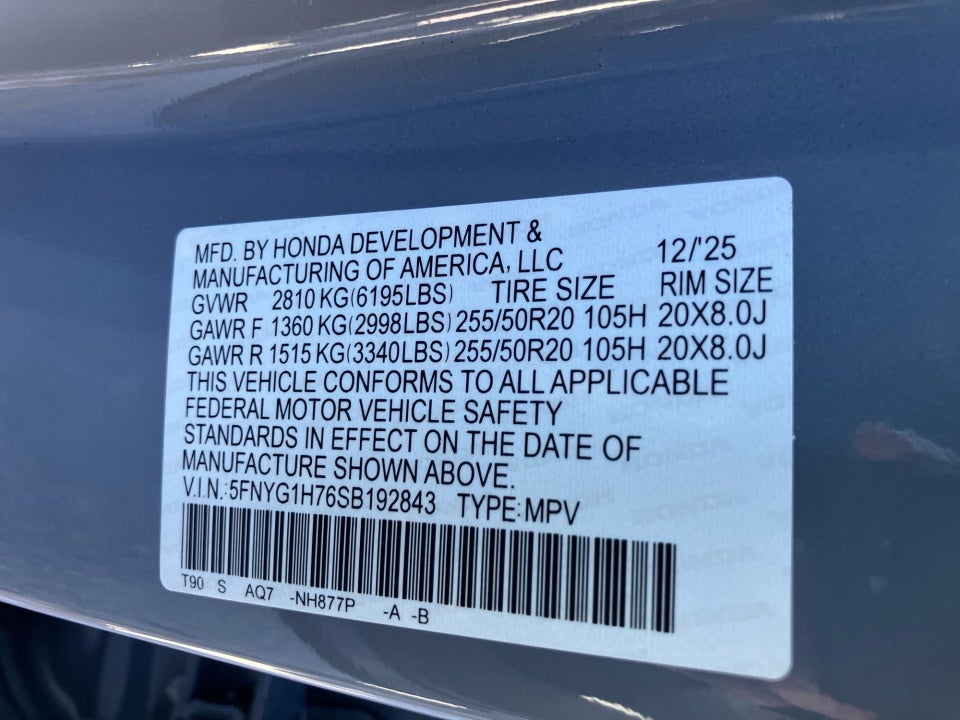 MFD. BY HONDA DEVELOPMENT &
MANUFACTURING OF AMERICA, LLC 12/'25
GVWR 2810 KG(6195LBS) TIRE SIZE RIM SIZE
GAWR F 1360 KG(2998LBS) 255/50R20 105H 20X8.0J
GAWR R 1515 KG(3340LBS) 255/50R20 105H 20X8.0J
THIS VEHICLE CONFORMS TO ALL APPLICABLE
FEDERAL MOTOR VEHICLE SAFETY
STANDARDS IN EFFECT ON THE DATE OF
MANUFACTURE SHOWN ABOVE.
V.I.N.:5FNYG1H76SB192843 TYPE:MPV
T90 S AQ7 -NH877P -A -B